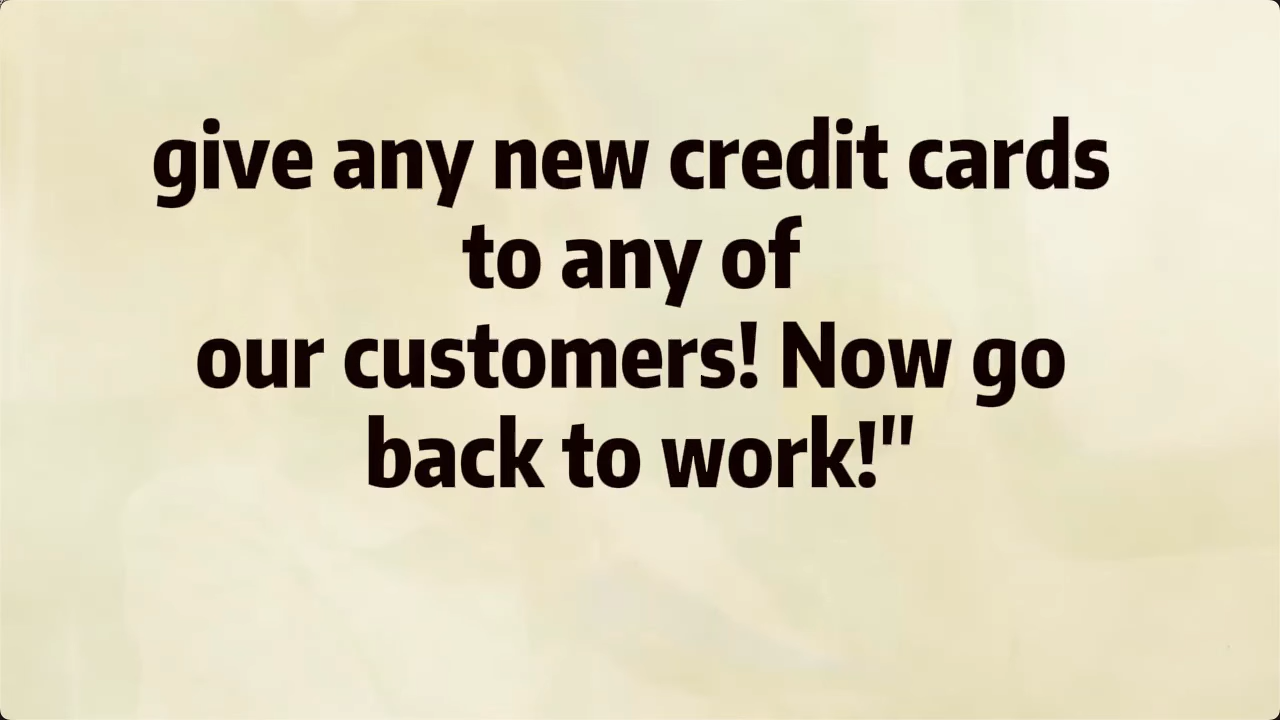 give any new credit cards
to any of
our customers! Now go
back to work!"